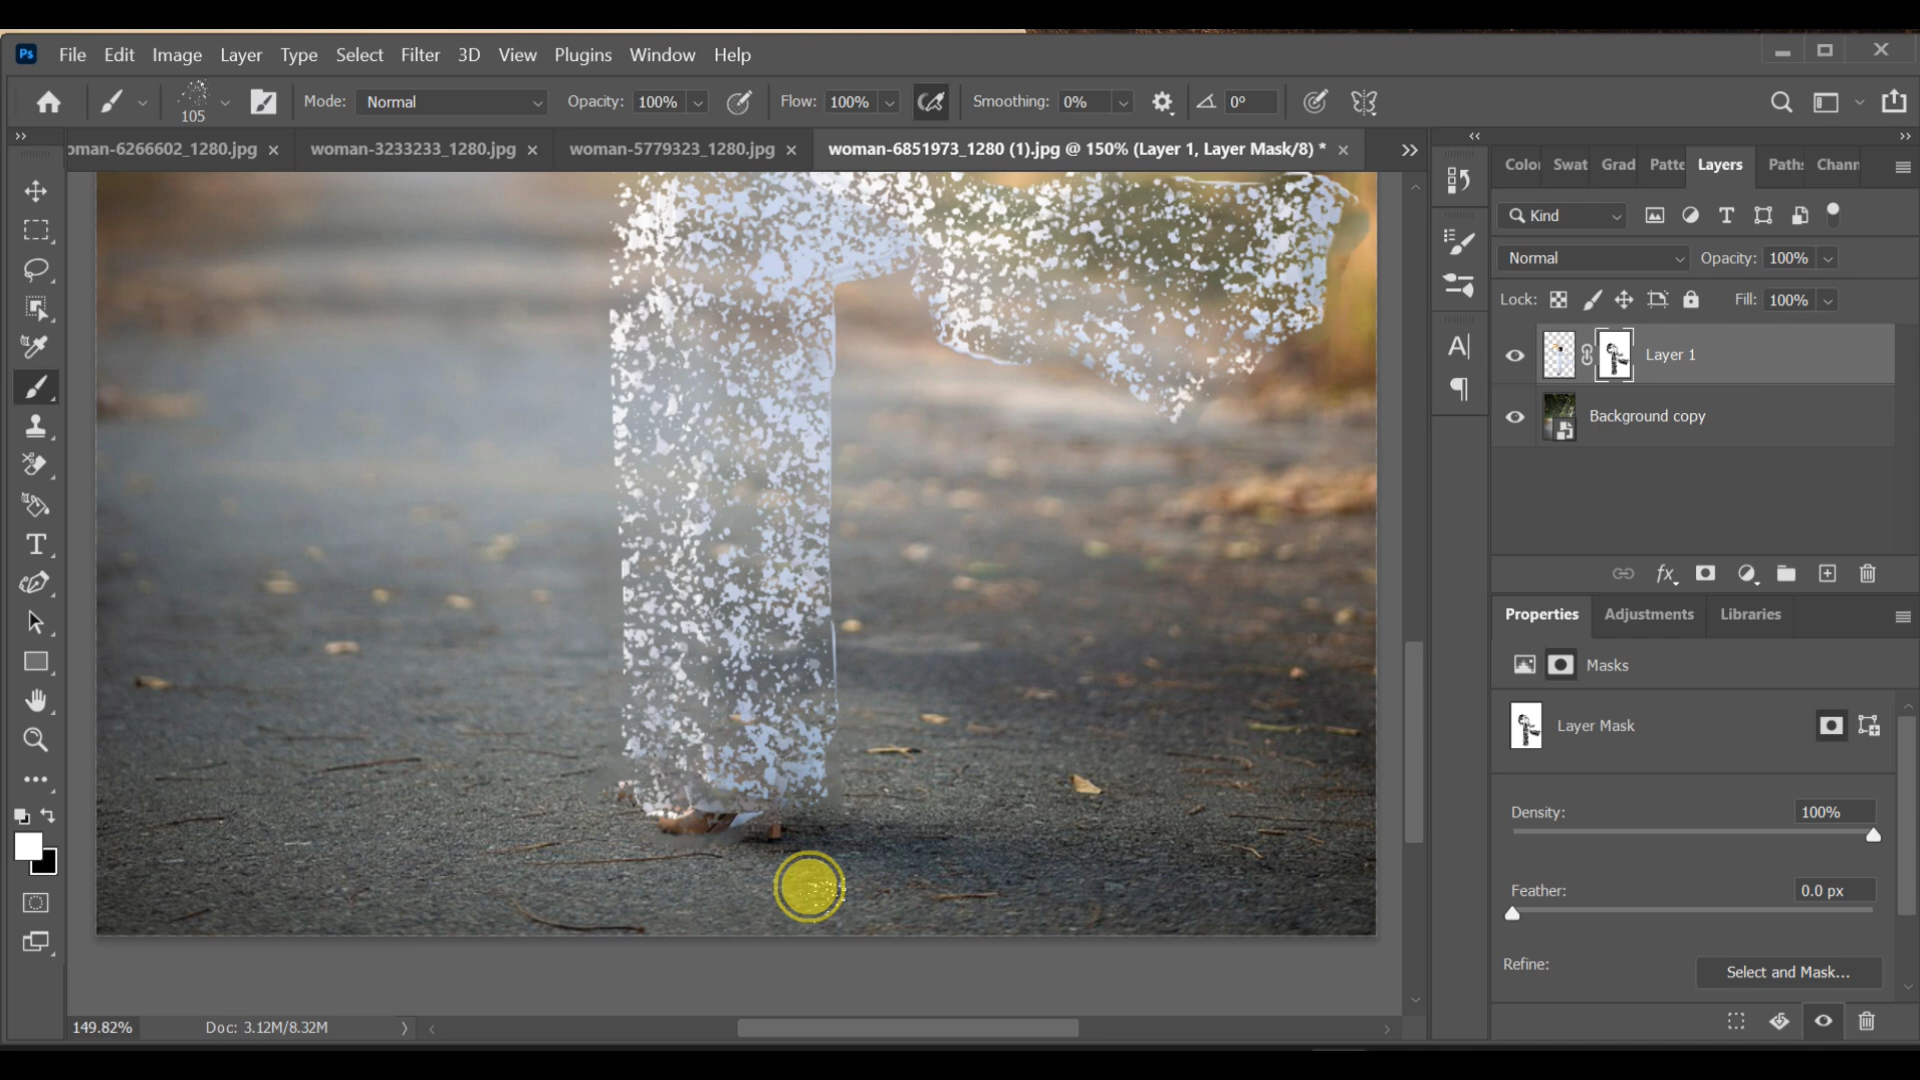 Ps File Edit Image Layer Type Select Filter 3D View Plugins Window Help
105 Mode: Normal Opacity: 100% Flow: 100% Smoothing: 0% 0°
oman-6266602_1280.jpg woman-3233233_1280.jpg woman-5779323_1280.jpg woman-6851973_1280 (1).jpg @ 150% (Layer 1, Layer Mask/8) *
Color Swat Grad Patte Layers Paths Chann
Kind
Normal Opacity: 100%
Lock: Fill: 100%
Layer 1
Background copy
Properties Adjustments Libraries
Masks
Layer Mask
Density: 100%
Feather: 0.0 px
Refine:
Select and Mask...
149.82% Doc: 3.12M/8.32M